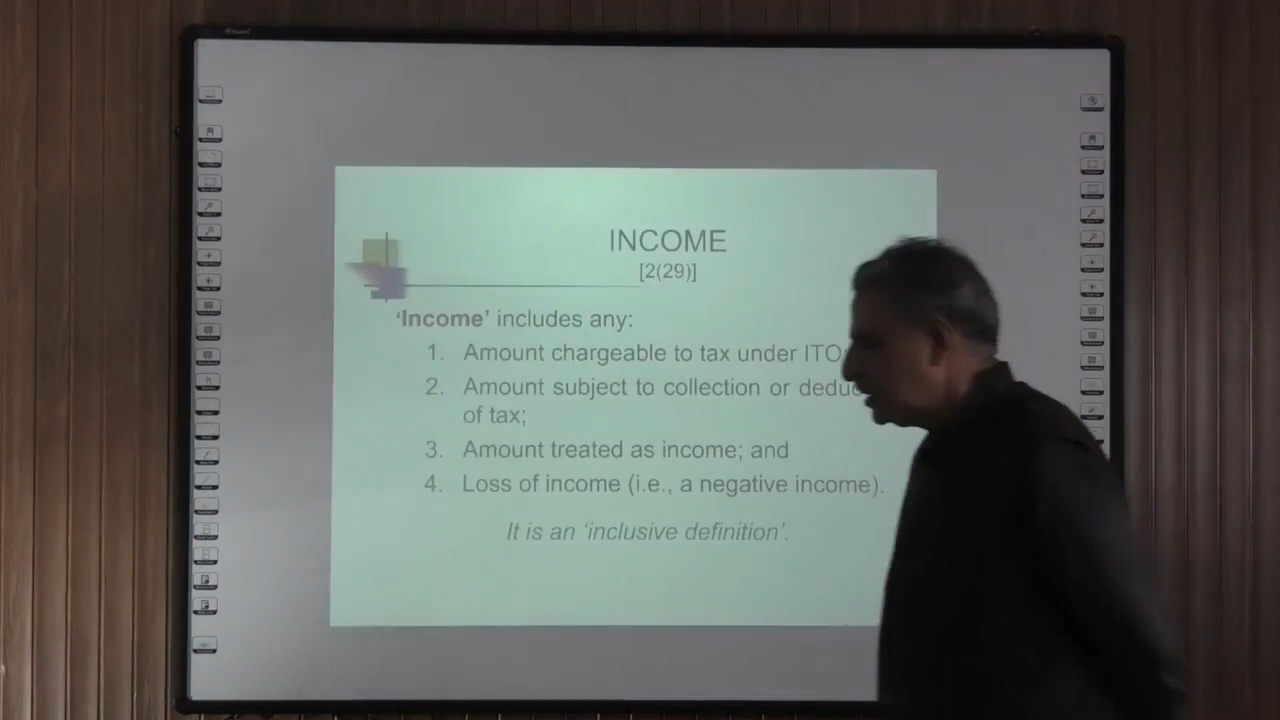 INCOME
[2(29)]
‘Income’ includes any:
1. Amount chargeable to tax under ITO
2. Amount subject to collection or deduc
of tax;
3. Amount treated as income; and
4. Loss of income (i.e., a negative income).
It is an ‘inclusive definition’.